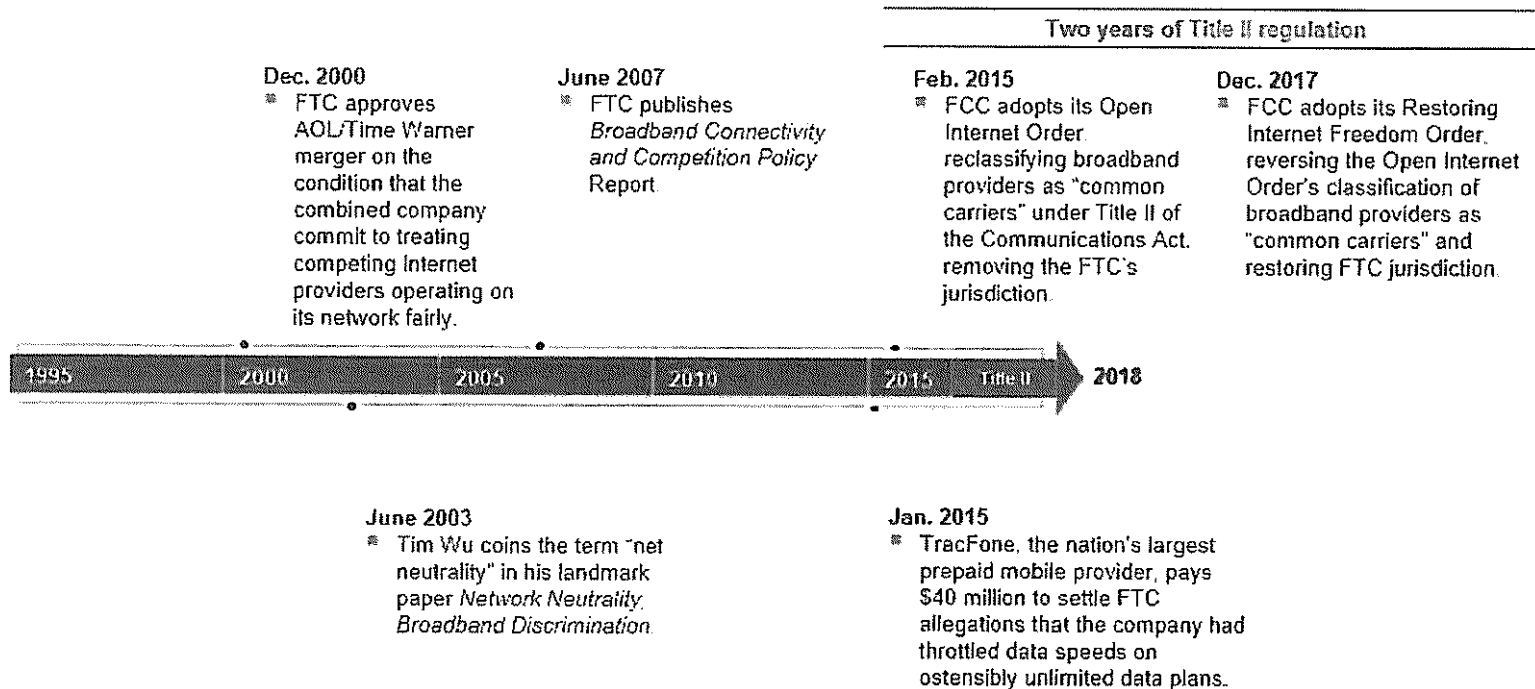 Two years of Title II regulation
Dec. 2000
FTC approves
AOL/Time Warner
merger on the
condition that the
combined company
commit to treating
competing Internet
providers operating on
its network fairly.
June 2007
FTC publishes
Broadband Connectivity
and Competition Policy
Report.
Feb. 2015
FCC adopts its Open
Internet Order
reclassifying broadband
providers as "common
carriers" under Title II of
the Communications Act,
removing the FTC's
jurisdiction.
Dec. 2017
FCC adopts its Restoring
Internet Freedom Order,
reversing the Open Internet
Order's classification of
broadband providers as
"common carriers" and
restoring FTC jurisdiction.
1995 2000 2005 2010 2015 Title II 2018
June 2003
Tim Wu coins the term "net
neutrality" in his landmark
paper Network Neutrality,
Broadband Discrimination.
Jan. 2015
TracFone, the nation's largest
prepaid mobile provider, pays
$40 million to settle FTC
allegations that the company had
throttled data speeds on
ostensibly unlimited data plans.